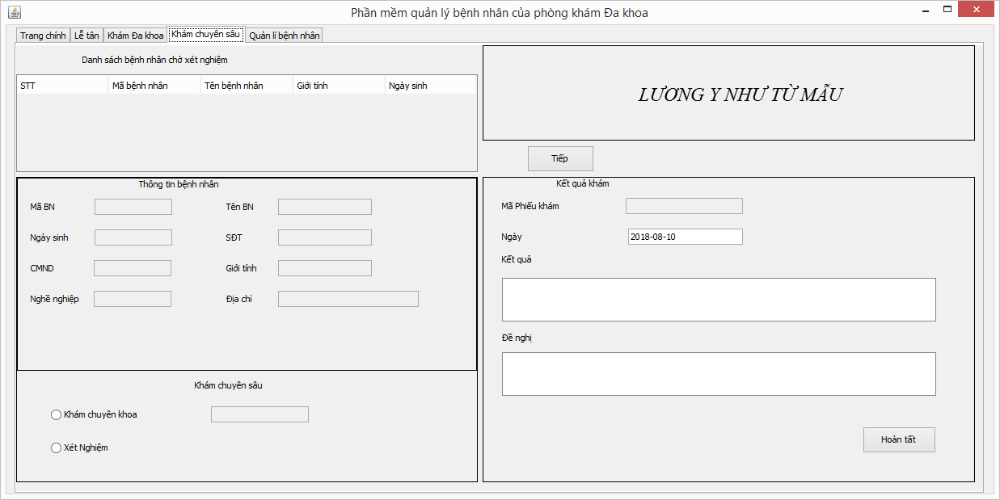 Phần mềm quản lý bệnh nhân của phòng khám Đa khoa
Trang chính Lễ tân Khám Đa khoa Khám chuyên sâu Quản lí bệnh nhân
Danh sách bệnh nhân chờ xét nghiệm
STT Mã bệnh nhân Tên bệnh nhân Giới tính Ngày sinh
LƯƠNG Y NHƯ TỪ MẪU
Tiếp
Thông tin bệnh nhân
Mã BN Tên BN
Ngày sinh SĐT
CMND Giới tính
Nghề nghiệp Địa chỉ
Khám chuyên sâu
Khám chuyên khoa
Xét Nghiệm
Kết quả khám
Mã Phiếu khám
Ngày 2018-08-10
Kết quả
Đề nghị
Hoàn tất